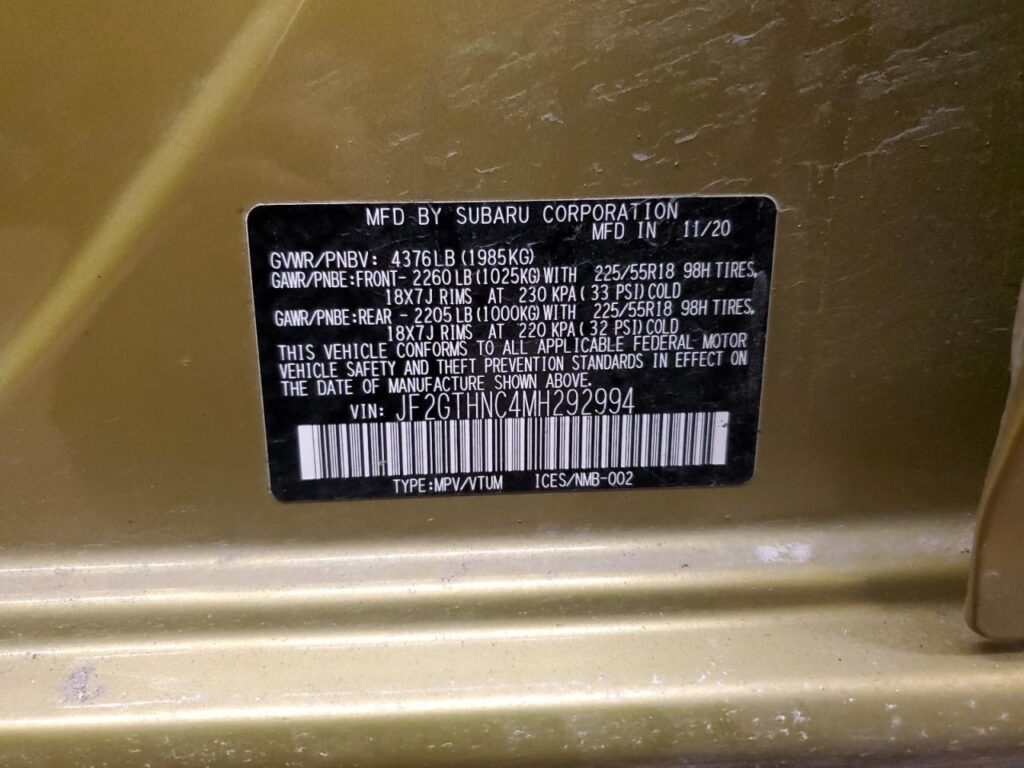 MFD BY SUBARU CORPORATION
MFD IN 11/20
GVWR/PNBV: 4376LB (1985KG)
GAWR/PNBE:FRONT- 2260 LB (1025KG) WITH 225/55R18 98H TIRES,
18X7J RIMS AT 230 KPA ( 33 PSI) COLD
GAWR/PNBE:REAR - 2205 LB (1000KG) WITH 225/55R18 98H TIRES,
18X7J RIMS AT 220 KPA ( 32 PSI) COLD
THIS VEHICLE CONFORMS TO ALL APPLICABLE FEDERAL MOTOR
VEHICLE SAFETY AND THEFT PREVENTION STANDARDS IN EFFECT ON
THE DATE OF MANUFACTURE SHOWN ABOVE.
VIN: JF2GTHNC4MH292994
TYPE:MPV/VTUM ICES/NMB-002